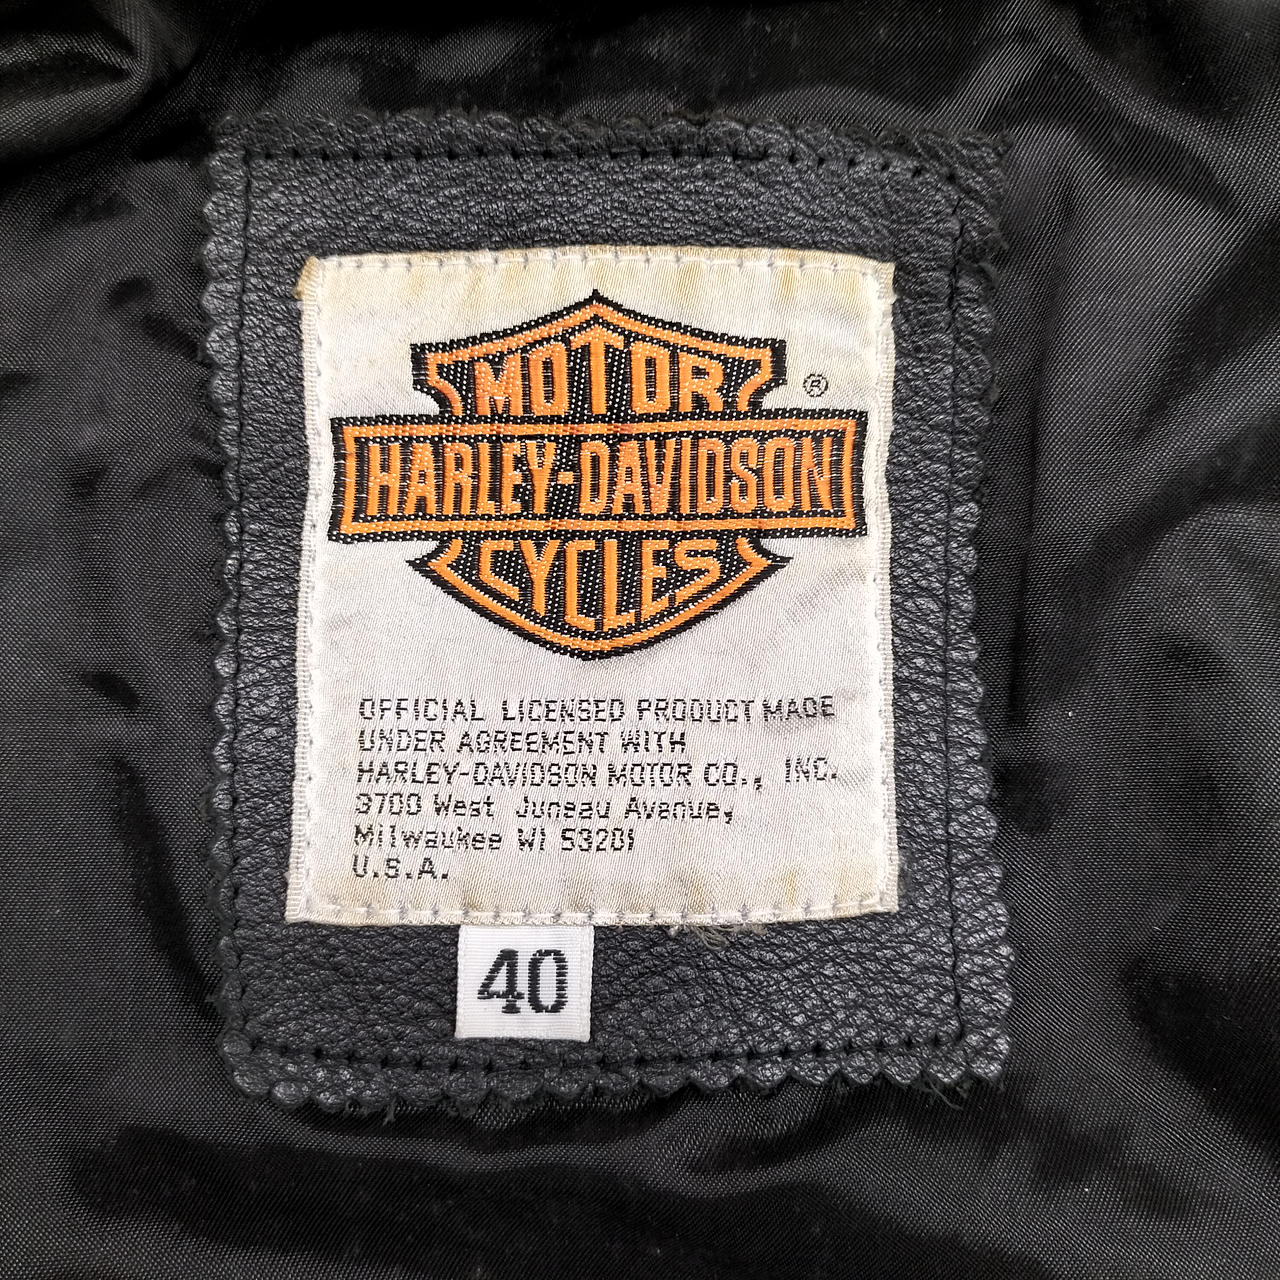 MOTOR
®
HARLEY-DAVIDSON
CYCLES
OFFICIAL LICENSED PRODUCT MADE
UNDER AGREEMENT WITH
HARLEY-DAVIDSON MOTOR CO., INC.
3700 West Juneau Avenue,
Milwaukee WI 53201
U.S.A.
40